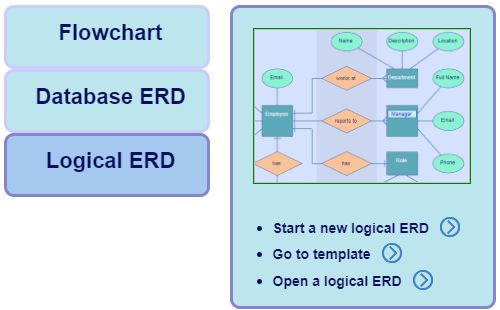 Flowchart
Database ERD
Logical ERD
Name
Description
Location
Email
works at
Department
Full Name
Employee
reports to
Manager
Email
has
has
Role
Phone
Start a new logical ERD
Go to template
Open a logical ERD